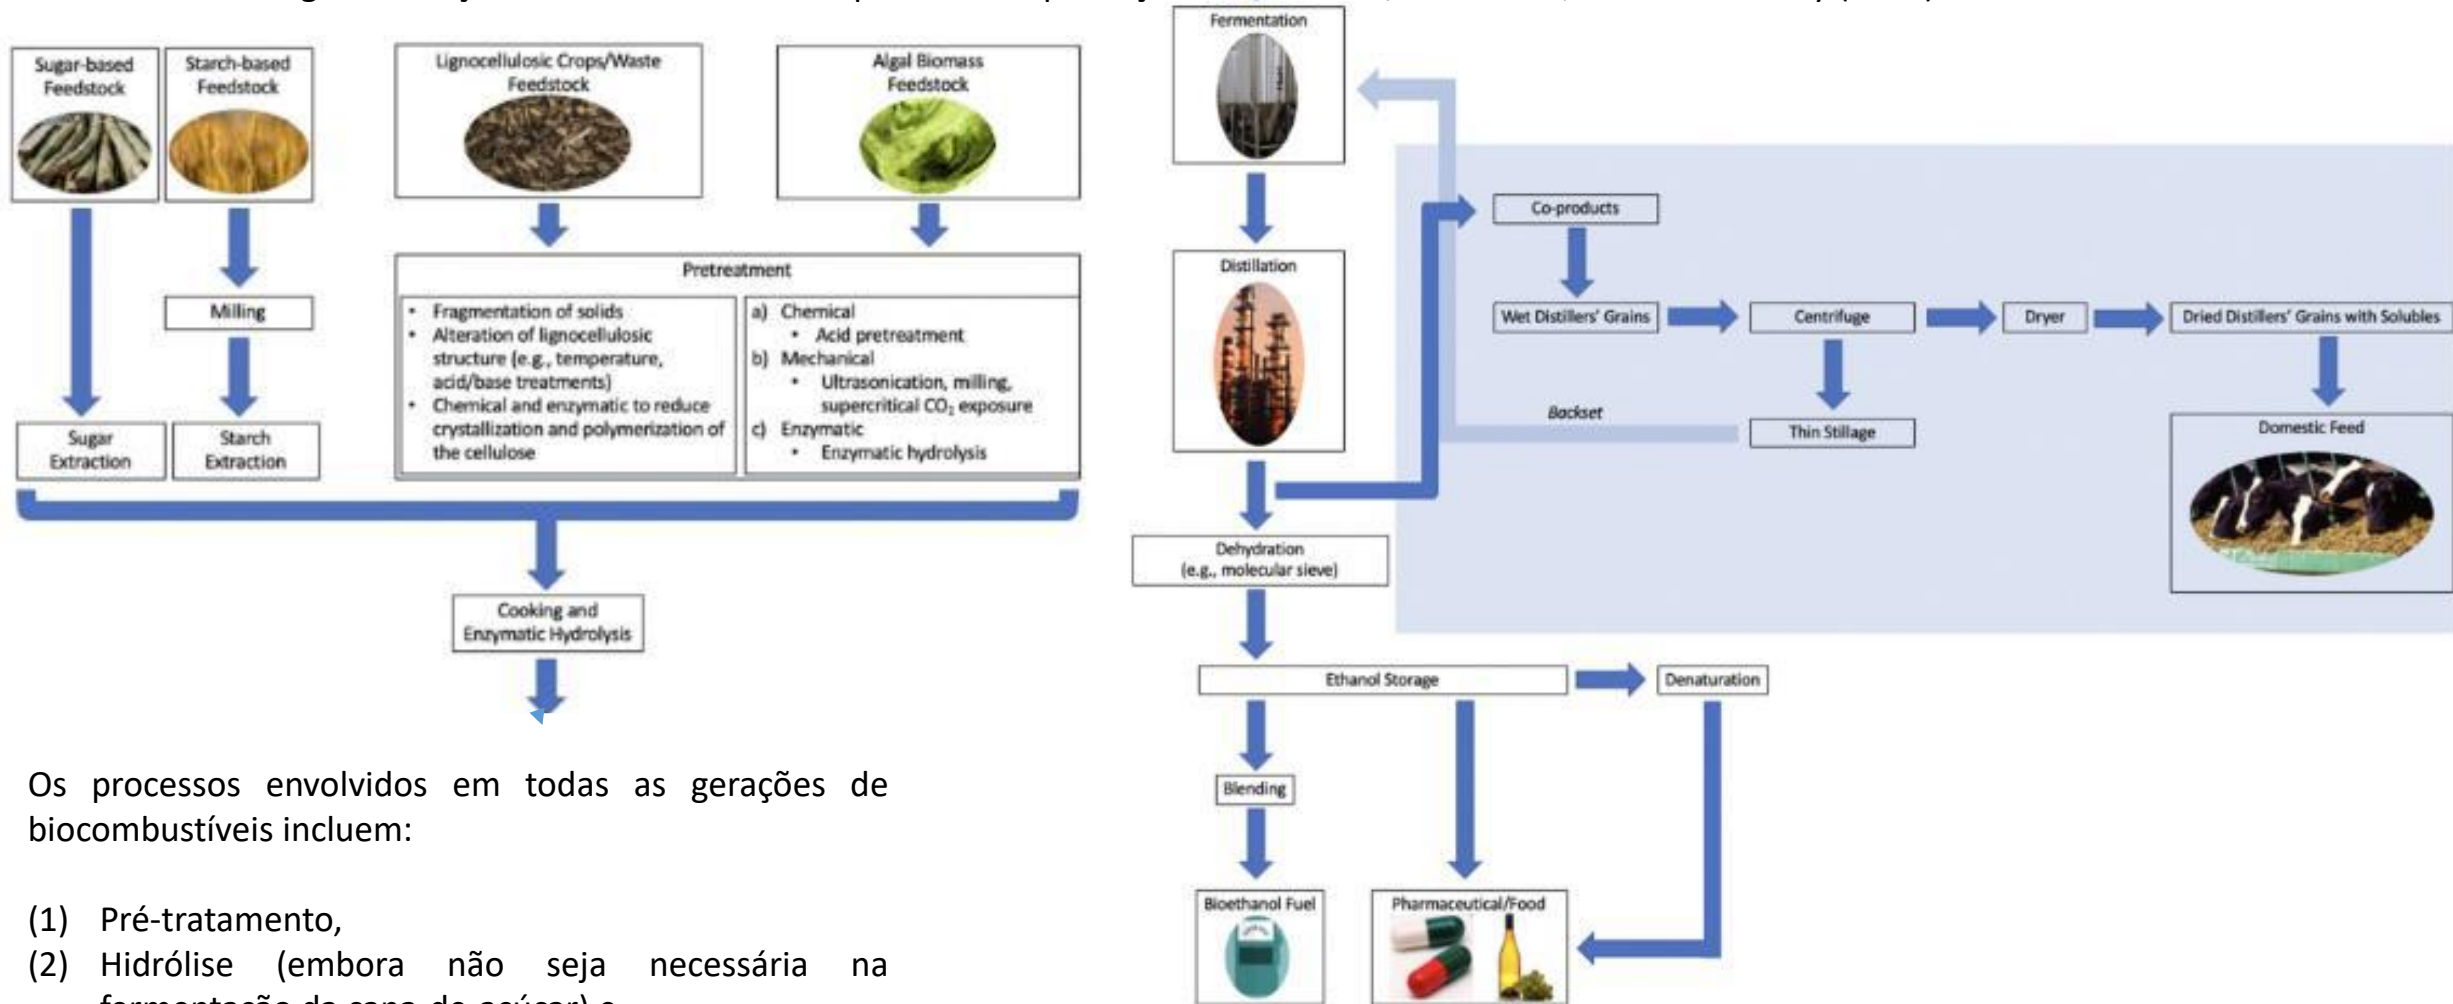 Sugar-based
Feedstock
Starch-based
Feedstock
Lignocellulosic Crops/Waste
Feedstock
Algal Biomass
Feedstock
Milling
Sugar
Extraction
Starch
Extraction
Pretreatment
• Fragmentation of solids
• Alteration of lignocellulosic
structure (e.g., temperature,
acid/base treatments)
• Chemical and enzymatic to reduce
crystallization and polymerization of
the cellulose
a) Chemical
• Acid pretreatment
b) Mechanical
• Ultrasonication, milling,
supercritical CO₂ exposure
c) Enzymatic
• Enzymatic hydrolysis
Cooking and
Enzymatic Hydrolysis
Os processos envolvidos em todas as gerações de
biocombustíveis incluem:
(1) Pré-tratamento,
(2) Hidrólise (embora não seja necessária na
fermentação da cana-de-açúcar) e
Fermentation
Distillation
Dehydration
(e.g., molecular sieve)
Co-products
Wet Distillers' Grains
Centrifuge
Dryer
Dried Distillers' Grains with Solubles
Backset
Thin Stillage
Domestic Feed
Ethanol Storage
Denaturation
Blending
Bioethanol Fuel
Pharmaceutical/Food